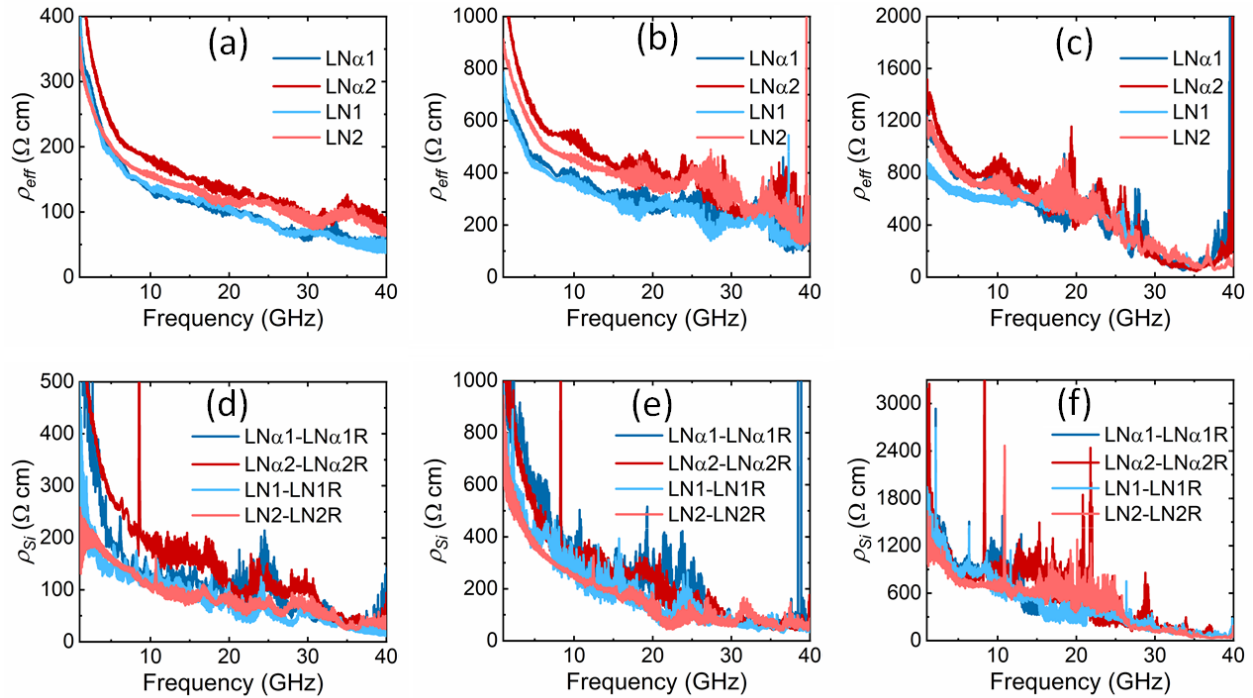 (a)
LNα1
LNα2
LN1
LN2
ρeff (Ω cm)
400
300
200
100
50
0
10 20 30 40
Frequency (GHz)
(b)
LNα1
LNα2
LN1
LN2
ρeff (Ω cm)
1000
800
600
400
200
0
10 20 30 40
Frequency (GHz)
(c)
LNα1
LNα2
LN1
LN2
ρeff (Ω cm)
2000
1600
1200
800
400
0
10 20 30 40
Frequency (GHz)
(d)
LNα1-LNα1R
LNα2-LNα2R
LN1-LN1R
LN2-LN2R
ρSi (Ω cm)
500
400
300
200
100
50
0
10 20 30 40
Frequency (GHz)
(e)
LNα1-LNα1R
LNα2-LNα2R
LN1-LN1R
LN2-LN2R
ρSi (Ω cm)
1000
800
600
400
200
0
10 20 30 40
Frequency (GHz)
(f)
LNα1-LNα1R
LNα2-LNα2R
LN1-LN1R
LN2-LN2R
ρSi (Ω cm)
3000
2400
1800
1200
600
0
10 20 30 40
Frequency (GHz)